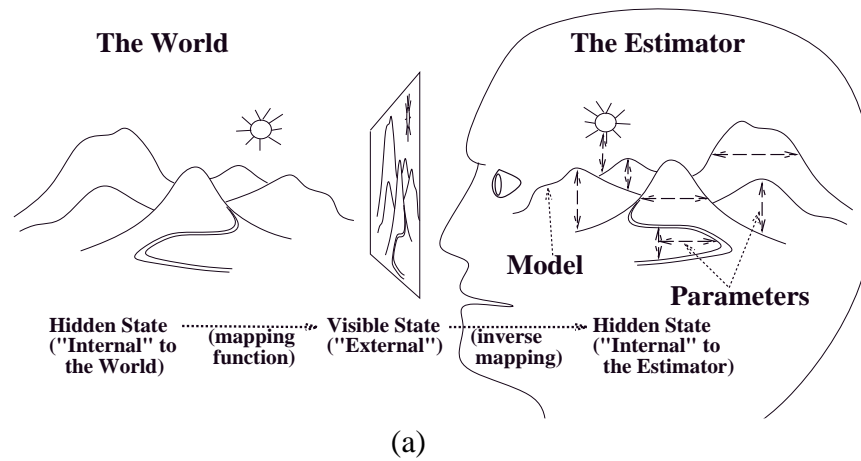 The World
The Estimator
Model
Parameters
Hidden State
("Internal" to
the World)
(mapping
function)
Visible State
("External")
(inverse
mapping)
Hidden State
("Internal" to
the Estimator)
(a)